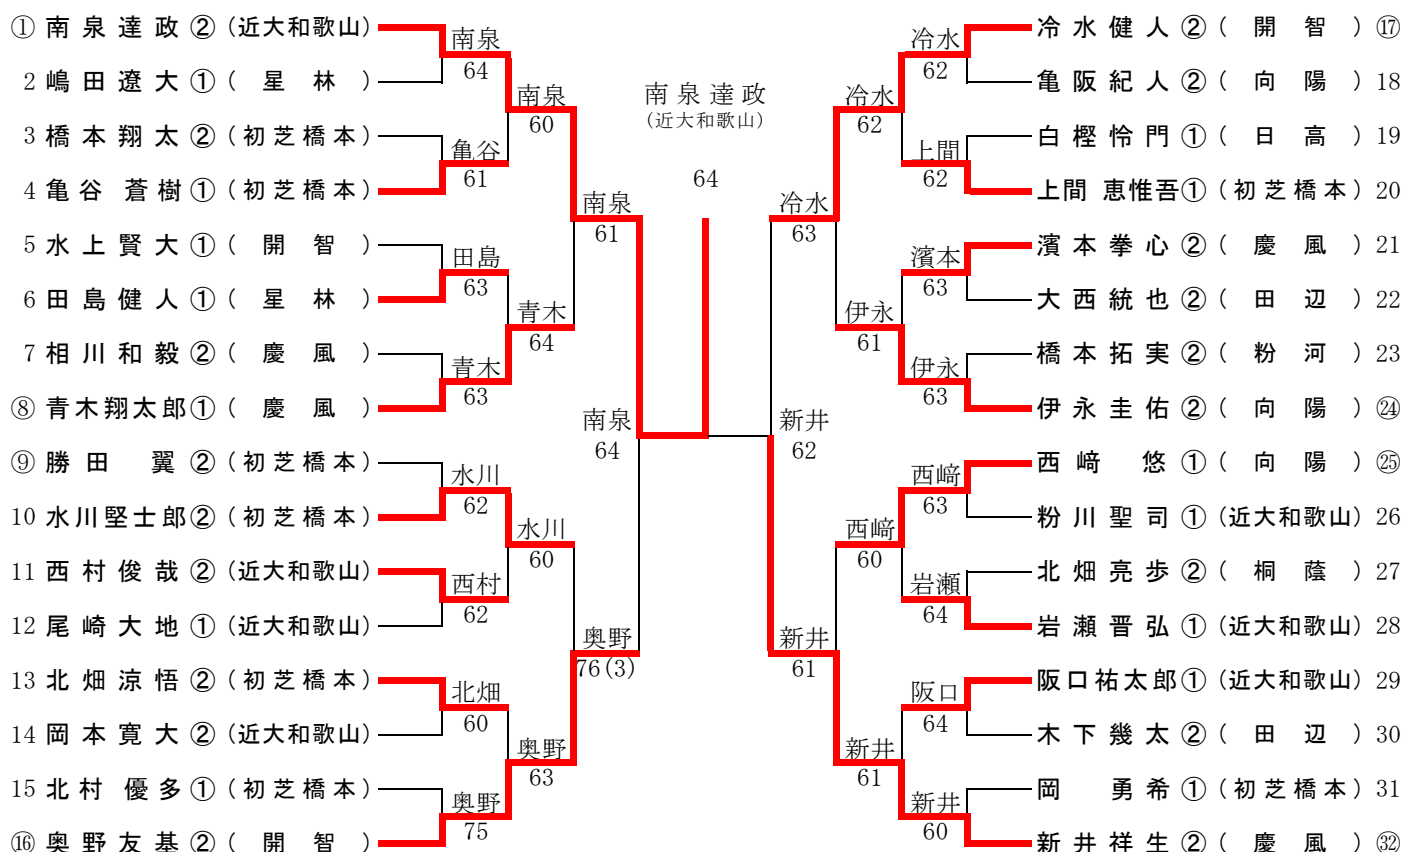 ① 南 泉 達 政 ② (近大和歌山)
2 嶋 田 遼 大 ① ( 星 林 )
3 橋 本 翔 太 ② ( 初 芝 橋 本 )
4 亀 谷 蒼 樹 ① ( 初 芝 橋 本 )
5 水 上 賢 大 ① ( 開 智 )
6 田 島 健 人 ① ( 星 林 )
7 相 川 和 毅 ② ( 慶 風 )
⑧ 青木翔太郎① ( 慶 風 )
⑨ 勝 田 翼 ② ( 初 芝 橋 本 )
10 水川堅士郎② ( 初 芝 橋 本 )
11 西 村 俊 哉 ② (近大和歌山)
12 尾 崎 大 地 ① (近大和歌山)
13 北 畑 涼 悟 ② ( 初 芝 橋 本 )
14 岡 本 寛 大 ② (近大和歌山)
15 北 村 優 多 ① ( 初 芝 橋 本 )
⑯ 奥 野 友 基 ② ( 開 智 )
南泉
64
亀谷
61
田島
63
青木
63
水川
62
西村
62
北畑
60
奥野
75
南泉
60
青木
64
水川
60
奥野
63
南泉
61
奥野
76(3)
南泉
64
南 泉 達 政
(近大和歌山)
64
新井
62
冷水
63
新井
61
冷水
62
伊永
61
西﨑
60
新井
61
冷水
62
上間
62
濱本
63
伊永
63
西﨑
63
岩瀬
64
阪口
64
新井
60
冷 水 健 人 ② ( 開 智 ) ⑰
亀 阪 紀 人 ② ( 向 陽 ) 18
白 樫 怜 門 ① ( 日 高 ) 19
上間 恵惟吾① ( 初 芝 橋 本 ) 20
濱 本 拳 心 ② ( 慶 風 ) 21
大 西 統 也 ② ( 田 辺 ) 22
橋 本 拓 実 ② ( 粉 河 ) 23
伊 永 圭 佑 ② ( 向 陽 ) ㉔
西 﨑 悠 ① ( 向 陽 ) ㉕
粉 川 聖 司 ① (近大和歌山) 26
北 畑 亮 歩 ② ( 桐 蔭 ) 27
岩 瀬 晋 弘 ① (近大和歌山) 28
阪口祐太郎① (近大和歌山) 29
木 下 幾 太 ② ( 田 辺 ) 30
岡 勇 希 ① ( 初 芝 橋 本 ) 31
新 井 祥 生 ② ( 慶 風 ) ㉜